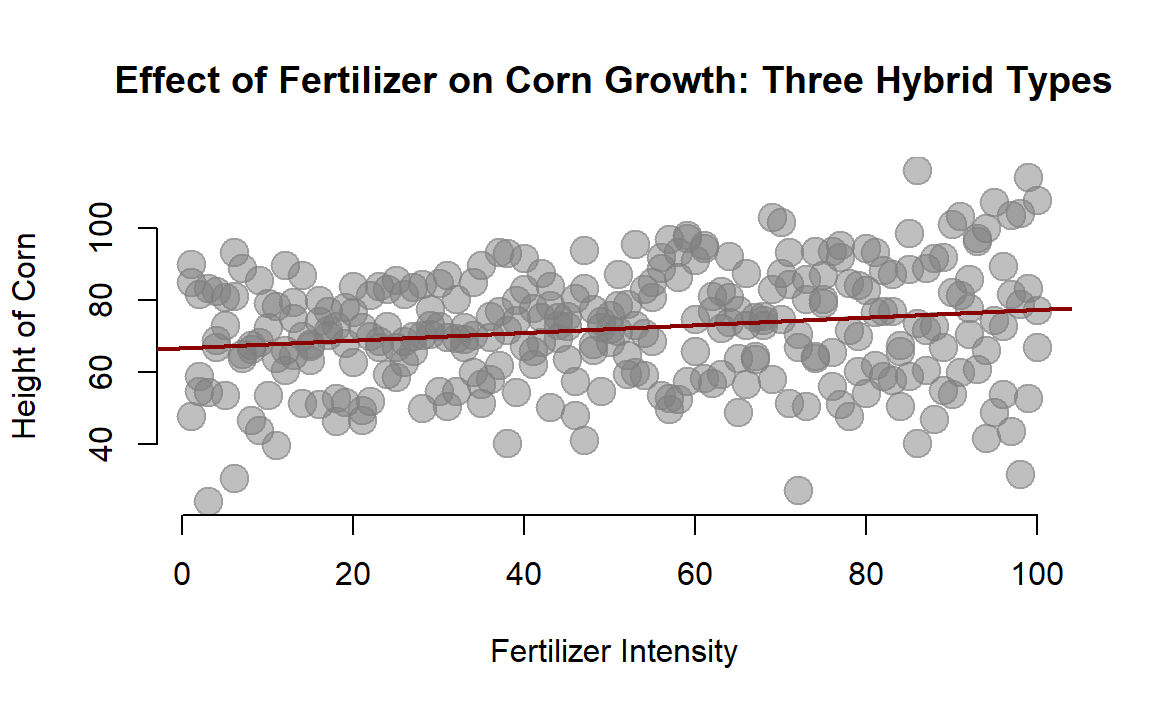 Effect of Fertilizer on Corn Growth: Three Hybrid Types
Height of Corn
100
80
60
40
0 20 40 60 80 100
Fertilizer Intensity